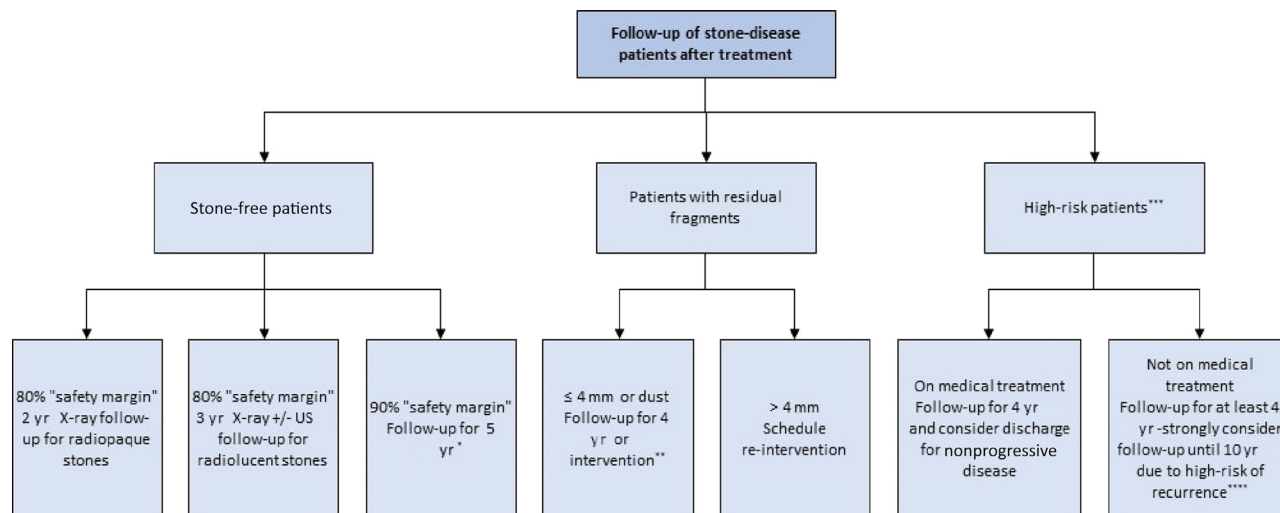 Follow-up of stone-disease
patients after treatment
Stone-free patients
Patients with residual
fragments
High-risk patients***
80% "safety margin"
2 yr X-ray follow-
up for radiopaque
stones
80% "safety margin"
3 yr X-ray +/- US
follow-up for
radiolucent stones
90% "safety margin"
Follow-up for 5
yr *
≤ 4 mm or dust
Follow-up for 4
yr or
intervention**
> 4 mm
Schedule
re-intervention
On medical treatment
Follow-up for 4 yr
and consider discharge
for nonprogressive
disease
Not on medical
treatment
Follow-up for at least 4
yr -strongly consider
follow-up until 10 yr
due to high-risk of
recurrence****